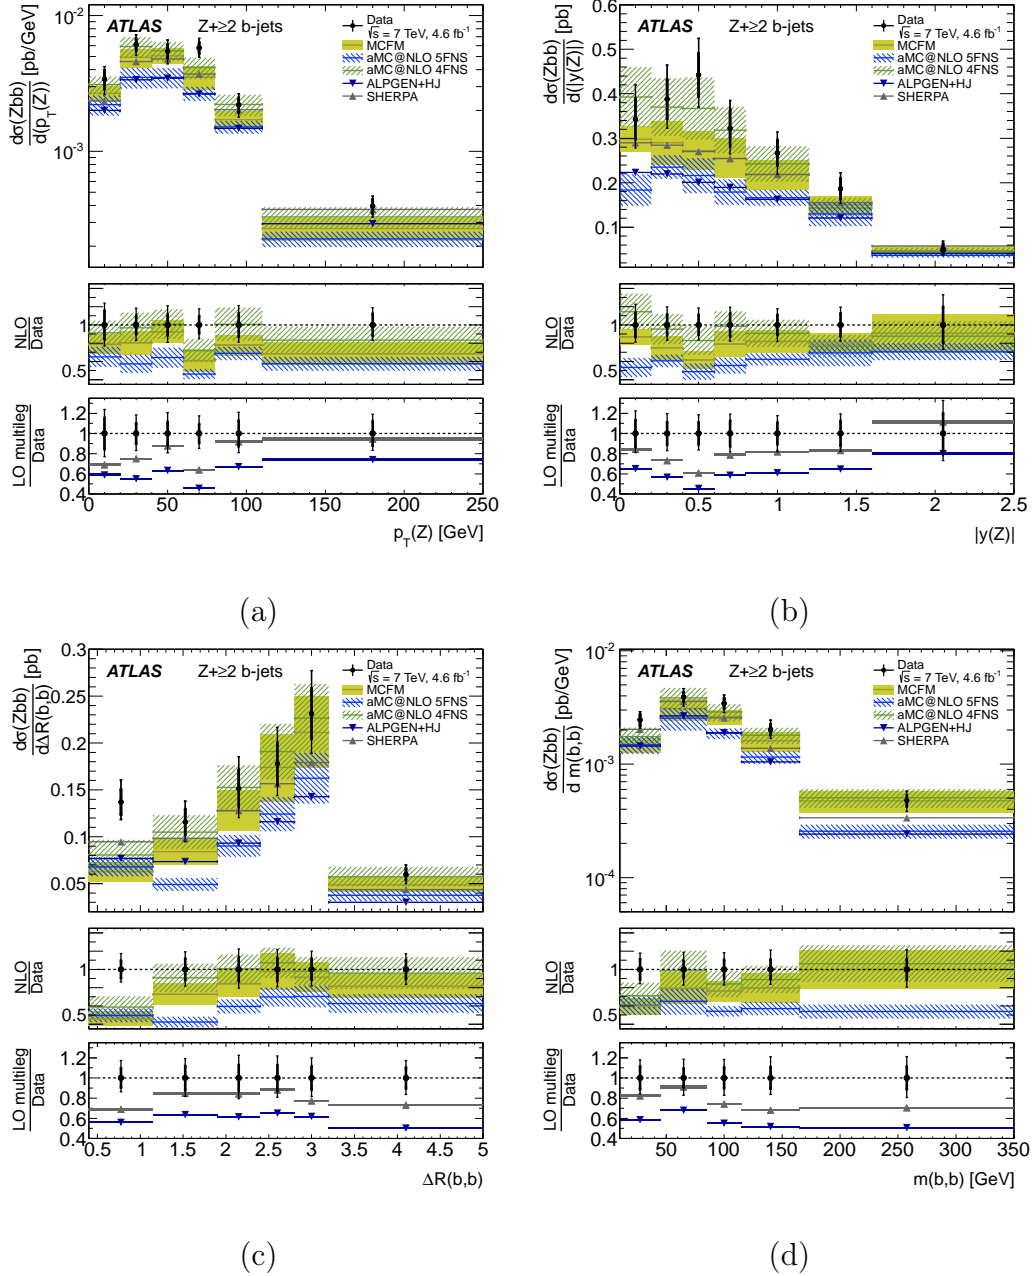 ATLAS Z+≥2 b-jets
Data
√s = 7 TeV, 4.6 fb⁻¹
MCFM
aMC@NLO 5FNS
aMC@NLO 4FNS
ALPGEN+HJ
SHERPA
dσ(Zbb)
d(p_T(Z)) [pb/GeV]
10⁻²
10⁻³
NLO
Data
1
0.5
LO multileg
Data
1.2
1
0.8
0.6
0.4
0 50 100 150 200 250
p_T(Z) [GeV]
(a)
ATLAS Z+≥2 b-jets
Data
√s = 7 TeV, 4.6 fb⁻¹
MCFM
aMC@NLO 5FNS
aMC@NLO 4FNS
ALPGEN+HJ
SHERPA
dσ(Zbb)
d(|y(Z)|) [pb]
0.6
0.5
0.4
0.3
0.2
0.1
NLO
Data
1
0.5
LO multileg
Data
1.2
1
0.8
0.6
0.4
0 0.5 1 1.5 2 2.5
|y(Z)|
(b)
ATLAS Z+≥2 b-jets
Data
√s = 7 TeV, 4.6 fb⁻¹
MCFM
aMC@NLO 5FNS
aMC@NLO 4FNS
ALPGEN+HJ
SHERPA
dσ(Zbb)
dΔR(b,b) [pb]
0.3
0.25
0.2
0.15
0.1
0.05
NLO
Data
1
0.5
LO multileg
Data
1.2
1
0.8
0.6
0.4
0.5 1 1.5 2 2.5 3 3.5 4 4.5 5
ΔR(b,b)
(c)
ATLAS Z+≥2 b-jets
Data
√s = 7 TeV, 4.6 fb⁻¹
MCFM
aMC@NLO 5FNS
aMC@NLO 4FNS
ALPGEN+HJ
SHERPA
dσ(Zbb)
d m(b,b) [pb/GeV]
10⁻²
10⁻³
10⁻⁴
NLO
Data
1
0.5
LO multileg
Data
1.2
1
0.8
0.6
0.4
50 100 150 200 250 300 350
m(b,b) [GeV]
(d)